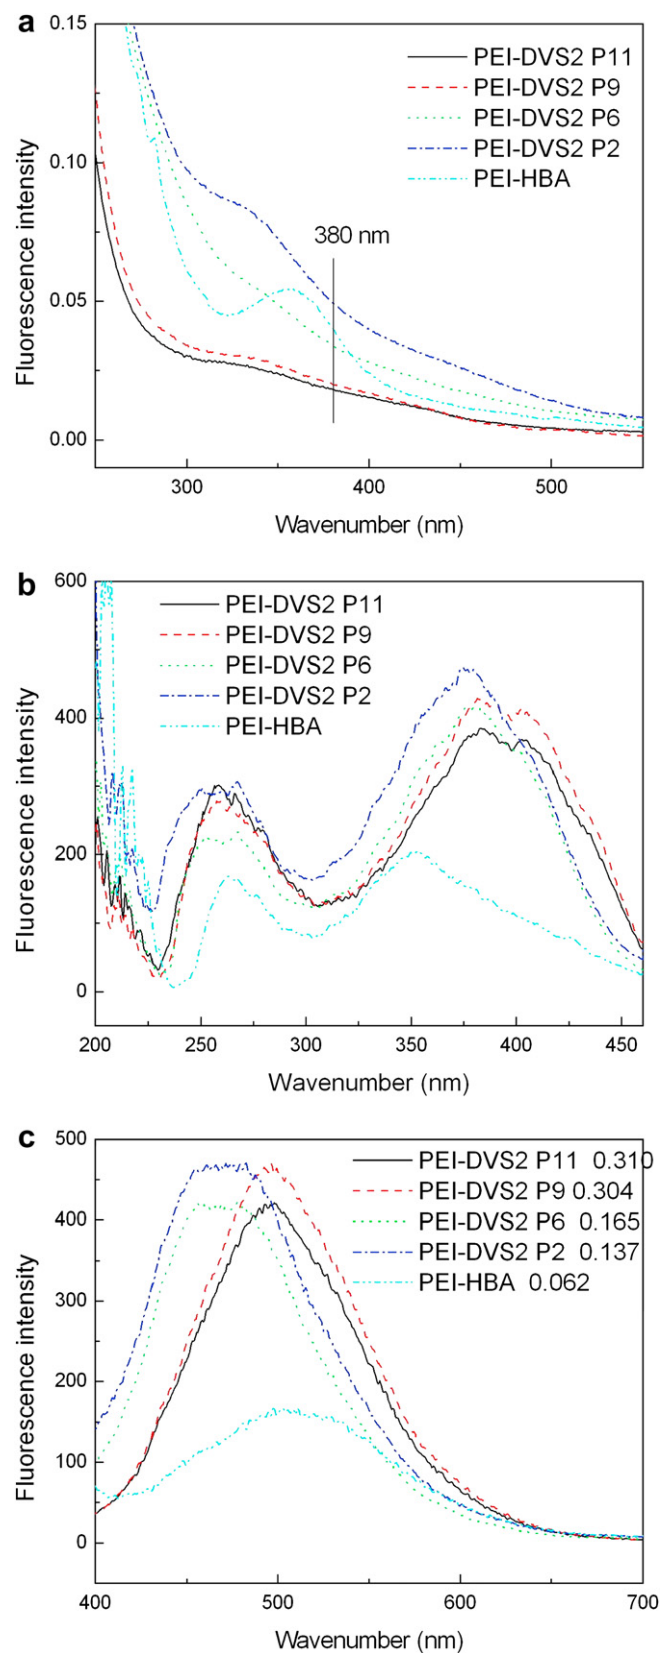 a
0.15
0.10
0.05
0.00
Fluorescence intensity
PEI-DVS2 P11
PEI-DVS2 P9
PEI-DVS2 P6
PEI-DVS2 P2
PEI-HBA
380 nm
300
400
500
Wavenumber (nm)
b
600
400
200
0
Fluorescence intensity
PEI-DVS2 P11
PEI-DVS2 P9
PEI-DVS2 P6
PEI-DVS2 P2
PEI-HBA
200
250
300
350
400
450
Wavenumber (nm)
c
500
400
300
200
100
0
Fluorescence intensity
PEI-DVS2 P11 0.310
PEI-DVS2 P9 0.304
PEI-DVS2 P6 0.165
PEI-DVS2 P2 0.137
PEI-HBA 0.062
400
500
600
700
Wavenumber (nm)